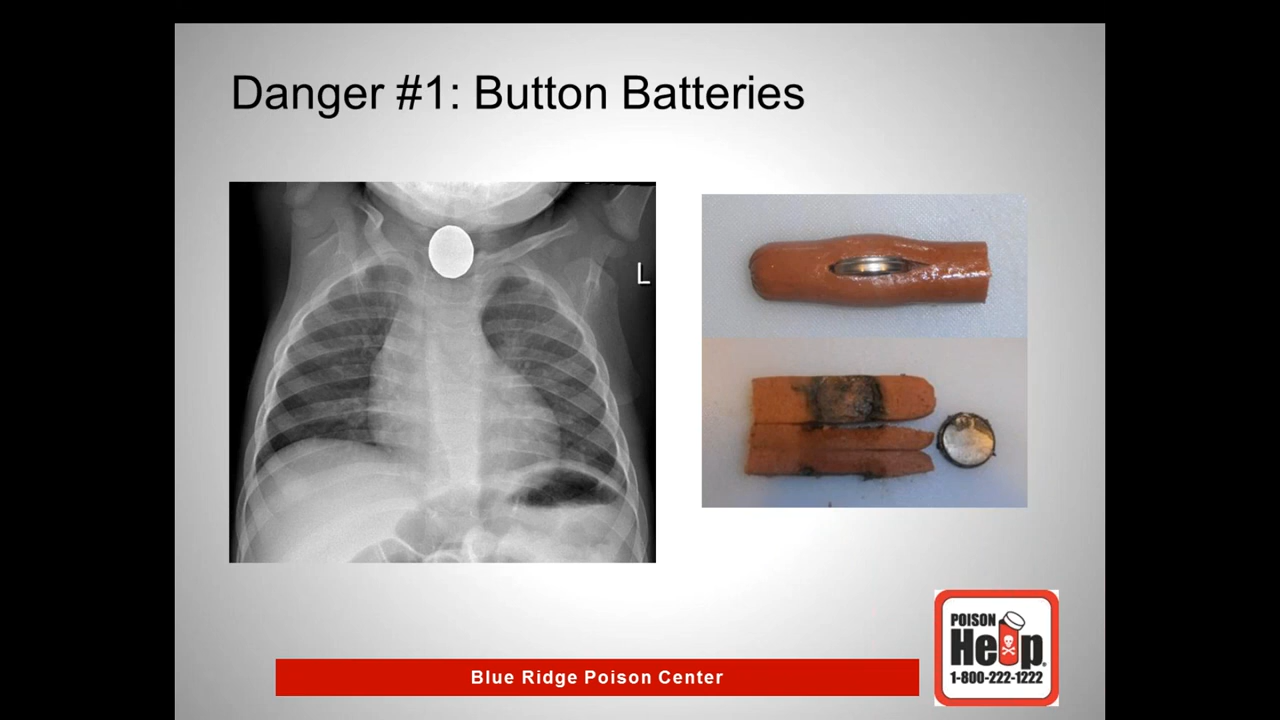 Danger #1: Button Batteries
L
Blue Ridge Poison Center
POISON
Help®
1-800-222-1222